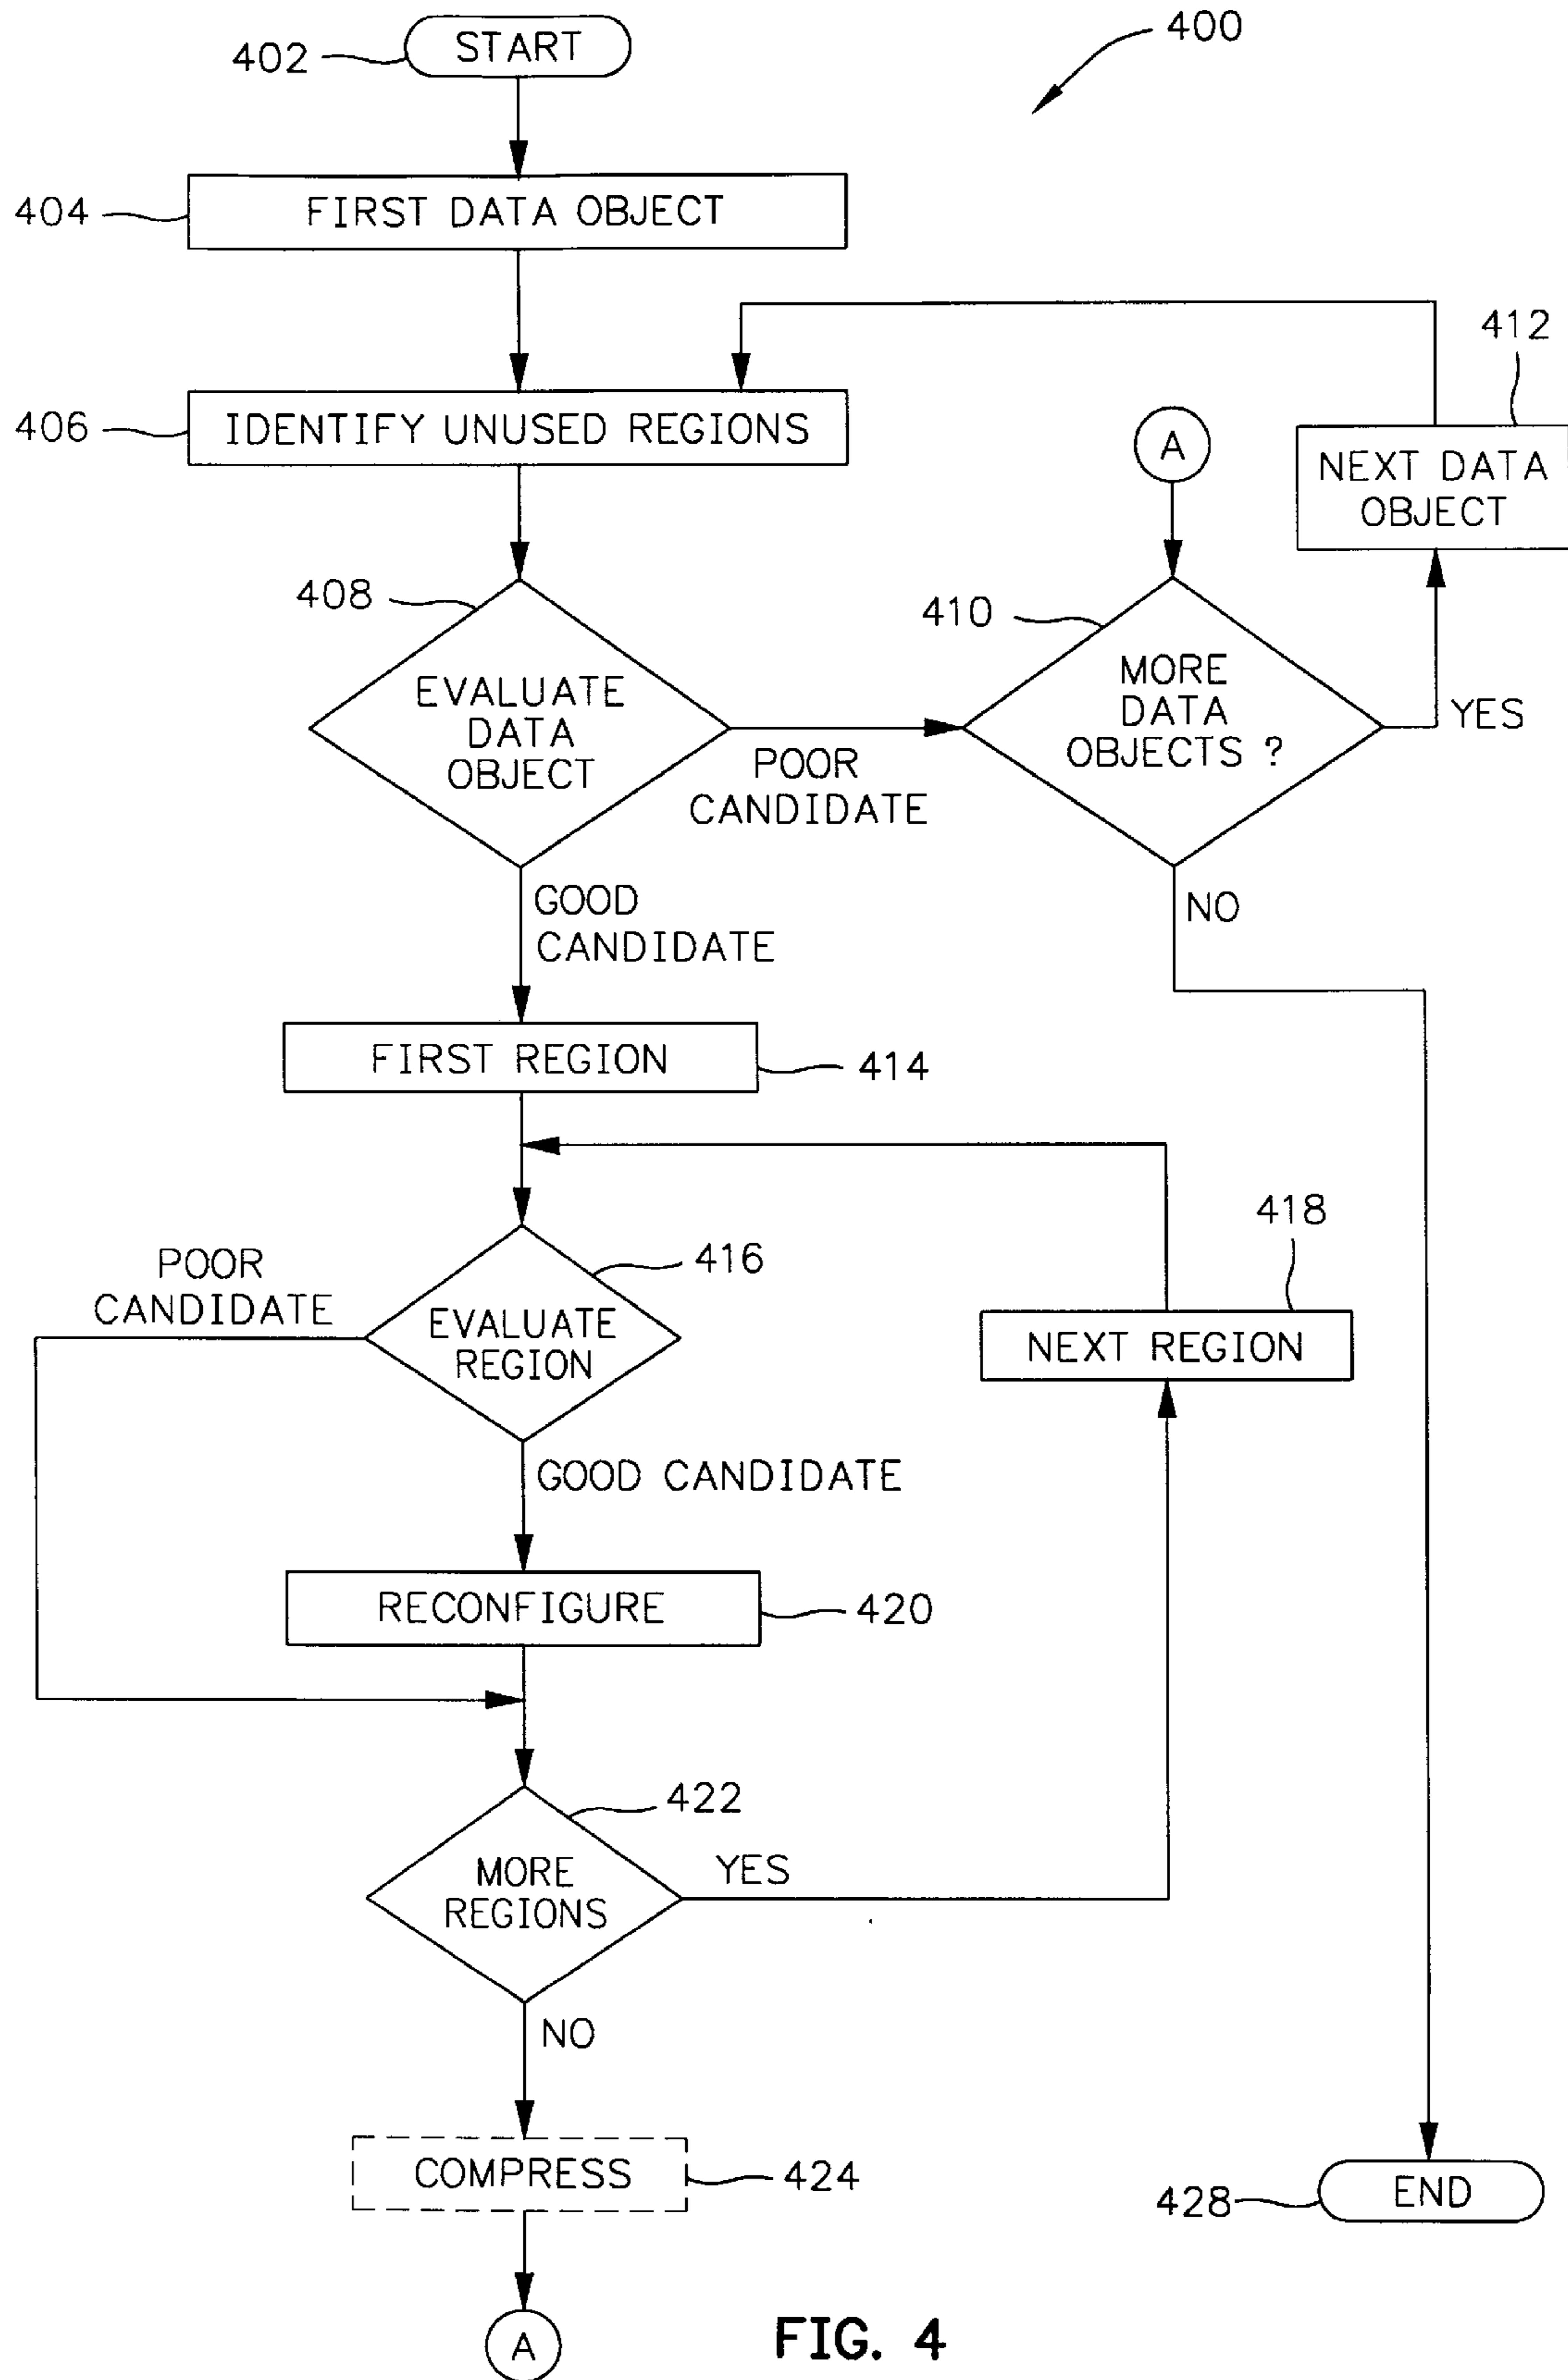 400
402
START
404
FIRST DATA OBJECT
412
406
IDENTIFY UNUSED REGIONS
A
NEXT DATA
OBJECT
408
410
EVALUATE
DATA
OBJECT
MORE
DATA
OBJECTS ?
YES
POOR
CANDIDATE
GOOD
CANDIDATE
NO
FIRST REGION
414
416
418
POOR
CANDIDATE
EVALUATE
REGION
NEXT REGION
GOOD CANDIDATE
RECONFIGURE
420
422
MORE
REGIONS
YES
NO
COMPRESS
424
428
END
A
FIG. 4